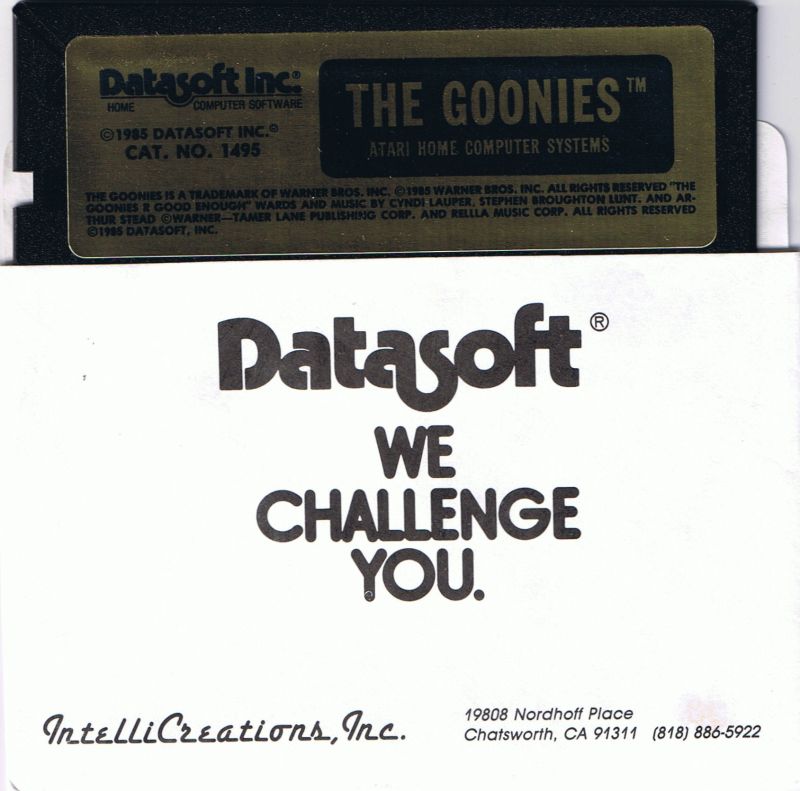 Datasoft Inc.®
HOME COMPUTER SOFTWARE
©1985 DATASOFT INC.®
CAT. NO. 1495
THE GOONIES™
ATARI HOME COMPUTER SYSTEMS
THE GOONIES IS A TRADEMARK OF WARNER BROS. INC. ©1985 WARNER BROS. INC. ALL RIGHTS RESERVED "THE
GOONIES R GOOD ENOUGH" WARDS AND MUSIC BY CYNDI LAUPER, STEPHEN BROUGHTON LUNT. AND AR-
THUR STEAD ©WARNER—TAMER LANE PUBLISHING CORP. AND RELLLA MUSIC CORP. ALL RIGHTS RESERVED
©1985 DATASOFT, INC.
Datasoft®
WE
CHALLENGE
YOU.
IntelliCreations, Inc.
19808 Nordhoff Place
Chatsworth, CA 91311 (818) 886-5922